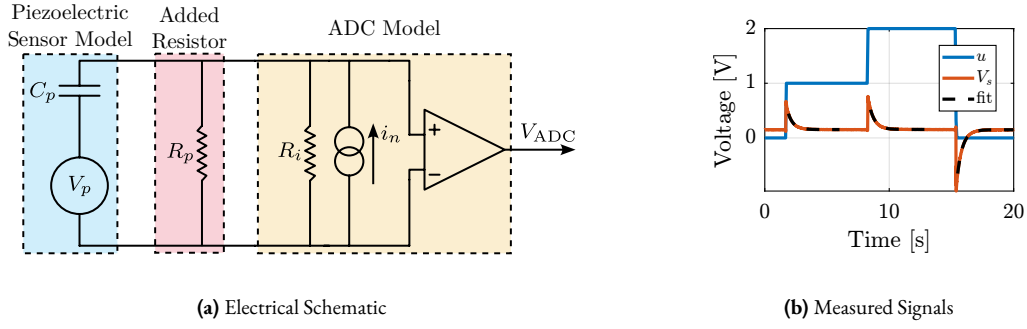 Piezoelectric
Sensor Model
Added
Resistor
ADC Model
C_p
V_p
R_p
R_i
i_n
+
−
V_ADC
(a) Electrical Schematic
Voltage [V]
2
1
0
u
V_s
fit
0
10
20
Time [s]
(b) Measured Signals